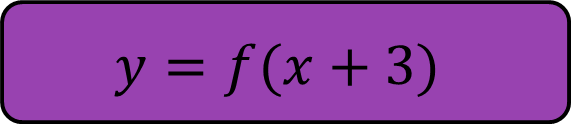 y = f(x + 3)